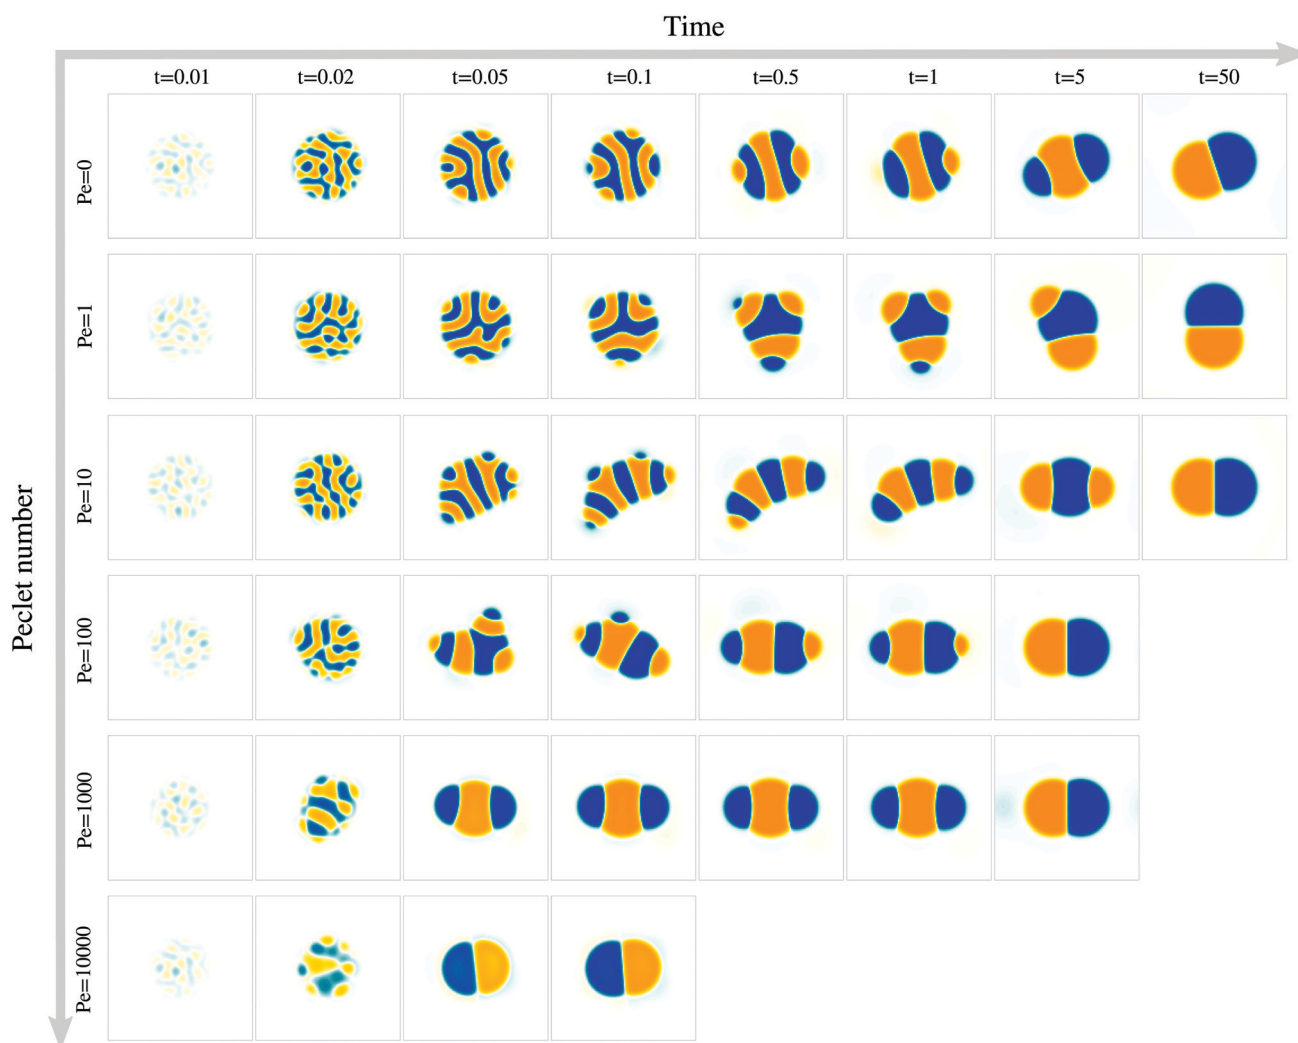 Time
t=0.01 t=0.02 t=0.05 t=0.1 t=0.5 t=1 t=5 t=50
Pe=0
Pe=1
Pe=10
Pe=100
Pe=1000
Pe=10000
Peclet number